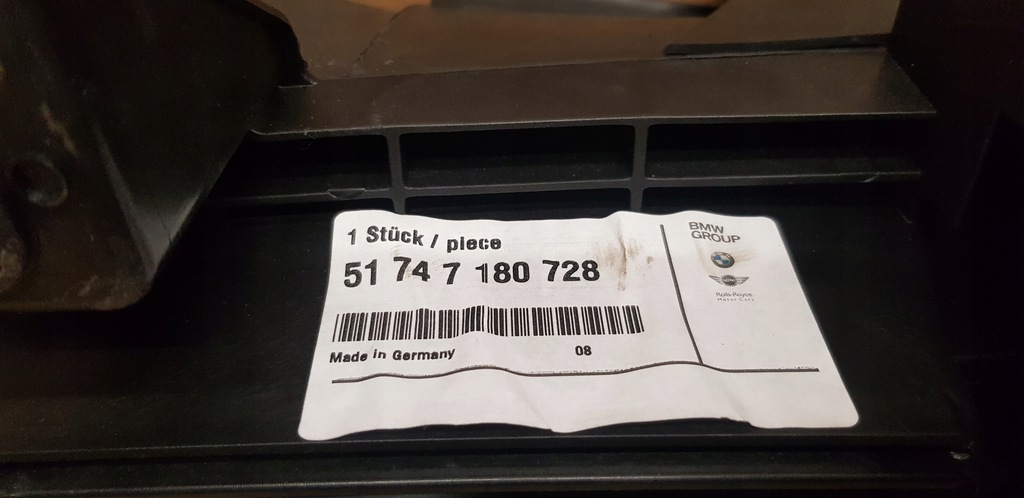 1 Stück / piece
51 74 7 180 728
Made in Germany
08
BMW
GROUP
Rolls-Royce
Motor Cars